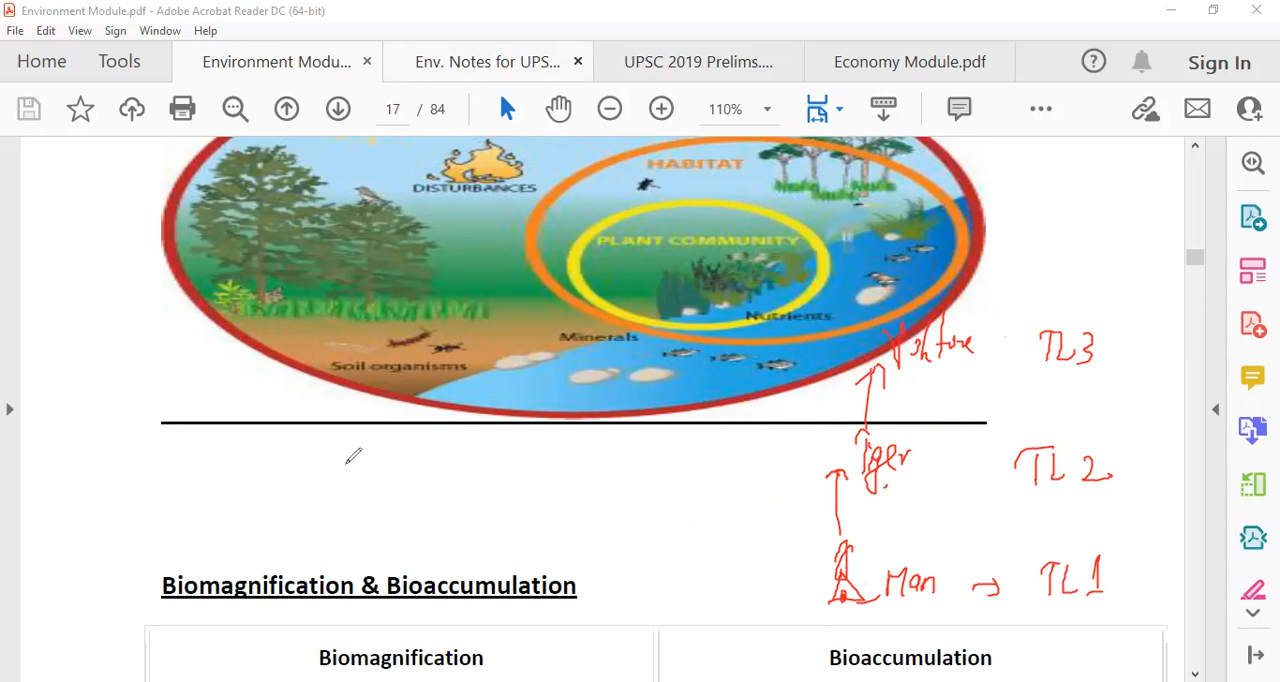 Environment Module.pdf - Adobe Acrobat Reader DC (64-bit)
File Edit View Sign Window Help
Home Tools Environment Modu... × Env. Notes for UPS... × UPSC 2019 Prelims.... Economy Module.pdf Sign In
17 / 84 110%
HABITAT
DISTURBANCES
PLANT COMMUNITY
Nutrients
Minerals
Soil organisms
TL3
Tiger TL 2
Man → TL1
Biomagnification & Bioaccumulation
Biomagnification Bioaccumulation